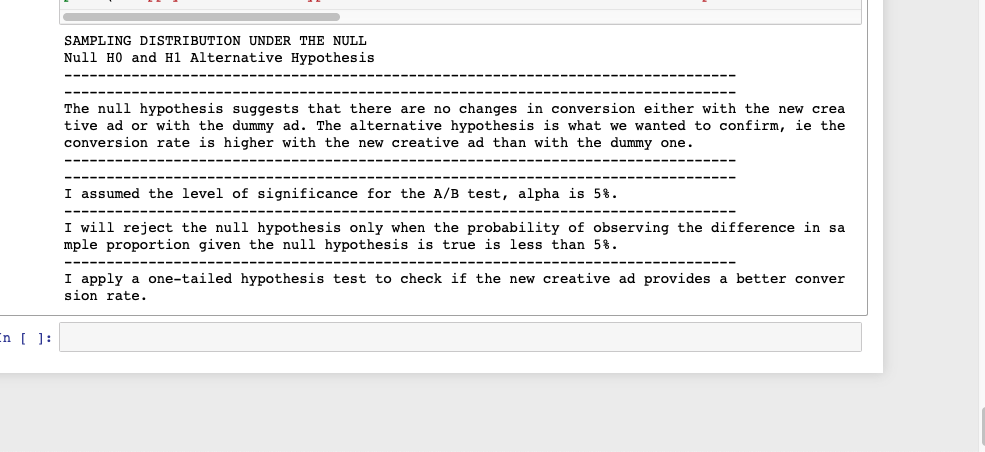 SAMPLING DISTRIBUTION UNDER THE NULL
Null H0 and H1 Alternative Hypothesis
--------------------------------------------------------------------------------
--------------------------------------------------------------------------------
The null hypothesis suggests that there are no changes in conversion either with the new crea
tive ad or with the dummy ad. The alternative hypothesis is what we wanted to confirm, ie the
conversion rate is higher with the new creative ad than with the dummy one.
--------------------------------------------------------------------------------
--------------------------------------------------------------------------------
I assumed the level of significance for the A/B test, alpha is 5%.
--------------------------------------------------------------------------------
I will reject the null hypothesis only when the probability of observing the difference in sa
mple proportion given the null hypothesis is true is less than 5%.
--------------------------------------------------------------------------------
I apply a one-tailed hypothesis test to check if the new creative ad provides a better conver
sion rate.
In [ ]: